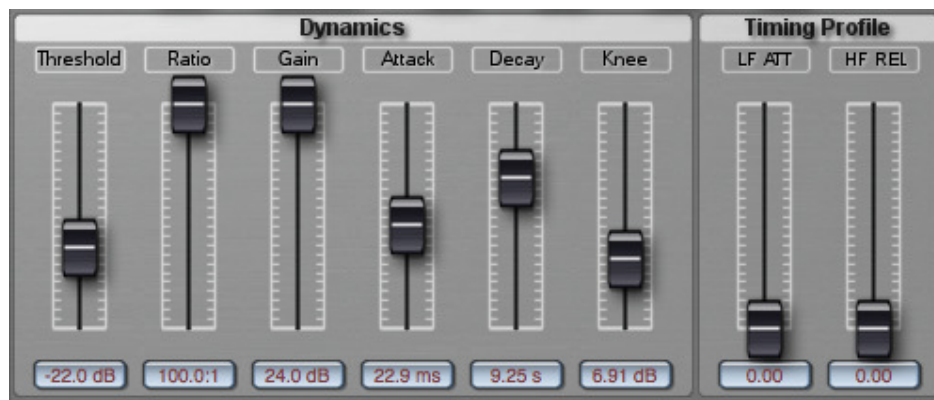 Dynamics
Timing Profile
Threshold
Ratio
Gain
Attack
Decay
Knee
LF ATT
HF REL
-22.0 dB
100.0:1
24.0 dB
22.9 ms
9.25 s
6.91 dB
0.00
0.00